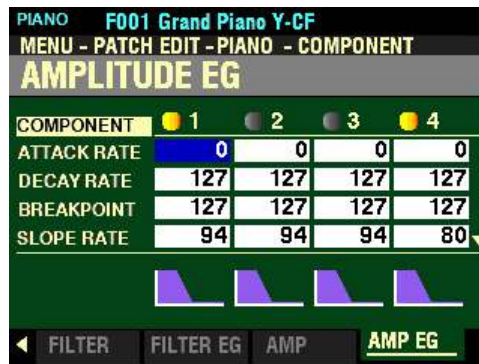 PIANO F001 Grand Piano Y-CF
MENU - PATCH EDIT -PIANO - COMPONENT
AMPLITUDE EG
COMPONENT 1 2 3 4
ATTACK RATE 0 0 0 0
DECAY RATE 127 127 127 127
BREAKPOINT 127 127 127 127
SLOPE RATE 94 94 94 80
FILTER FILTER EG AMP AMP EG